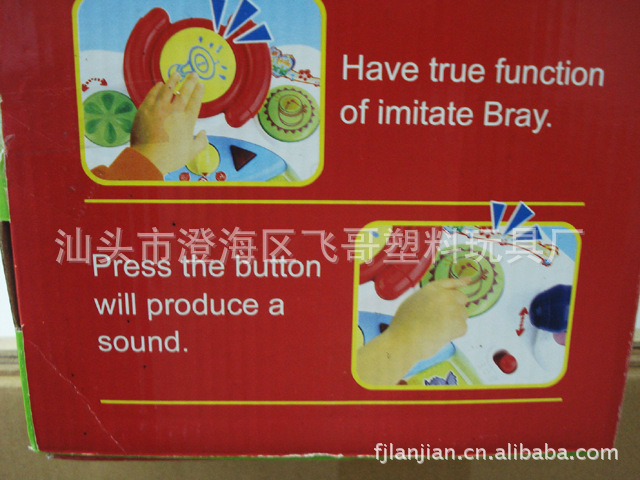 Have true function
of imitate Bray.
汕头市澄海区飞哥塑料玩具厂
Press the button
will produce a
sound.
fjlanjian.cn.alibaba.com